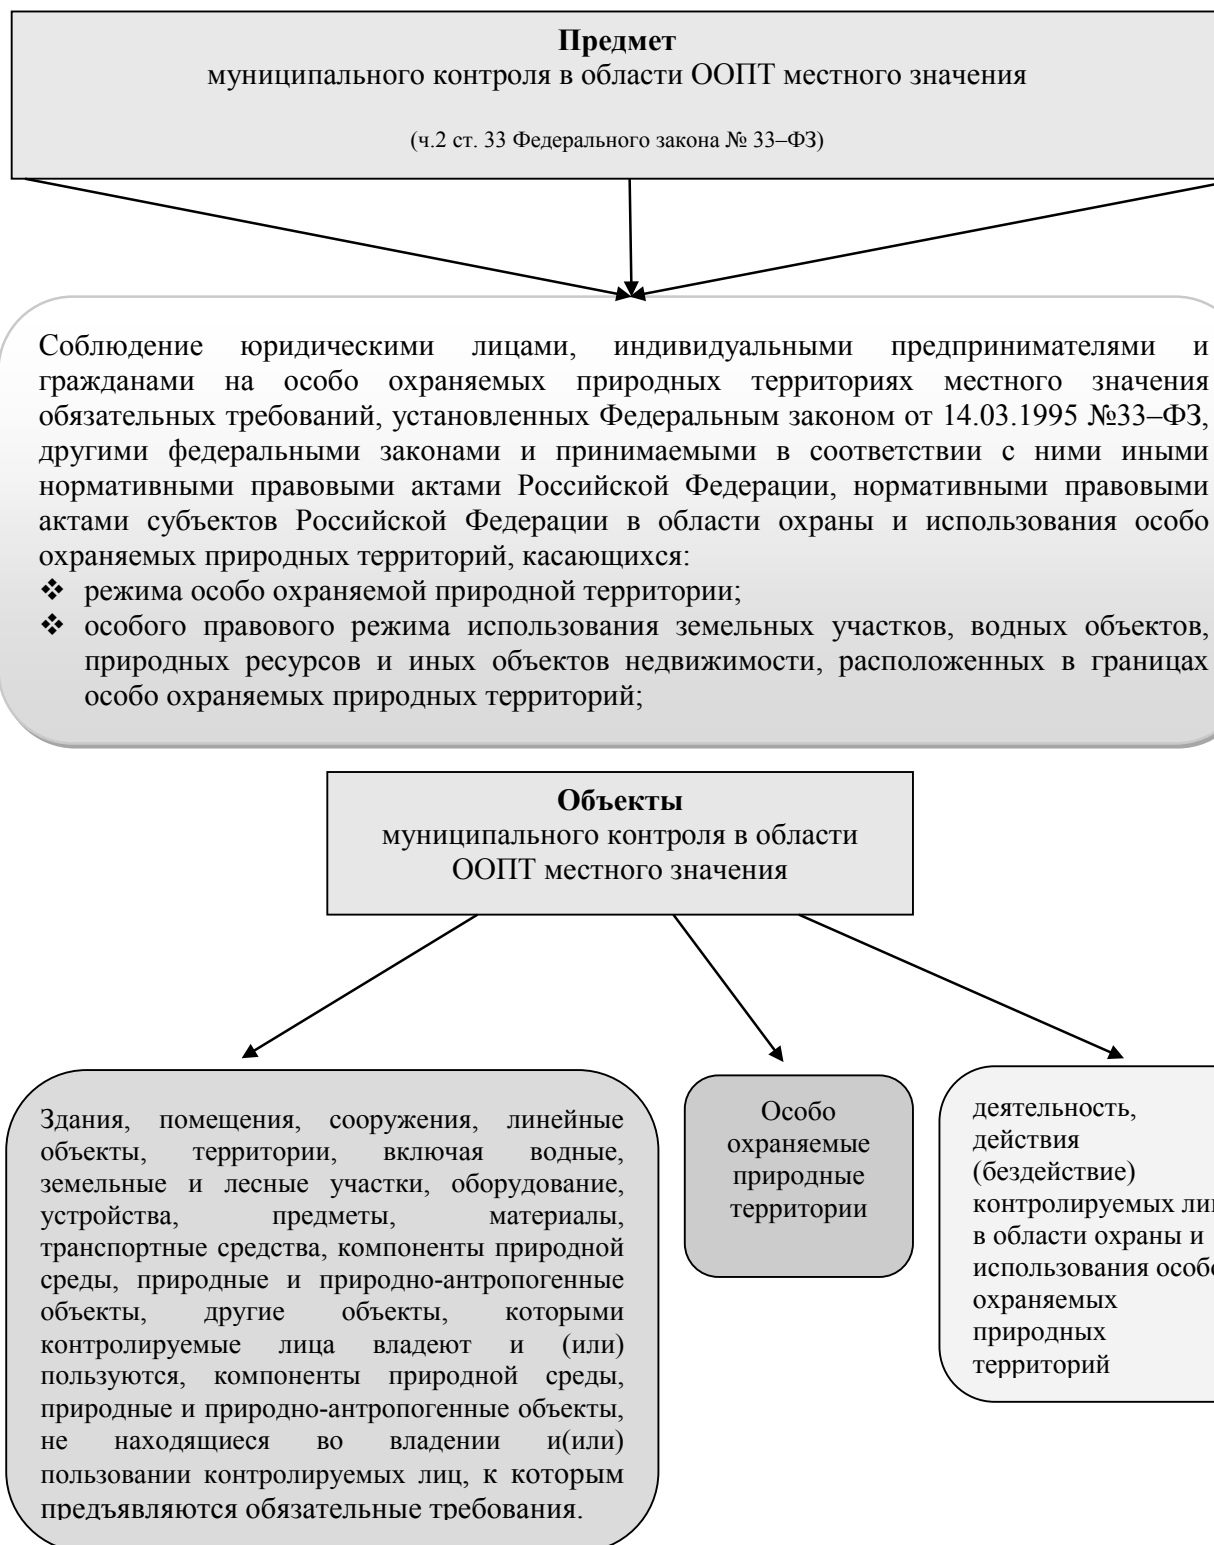 Предмет
муниципального контроля в области ООПТ местного значения
(ч.2 ст. 33 Федерального закона № 33–ФЗ)
Соблюдение юридическими лицами, индивидуальными предпринимателями и
гражданами на особо охраняемых природных территориях местного значения
обязательных требований, установленных Федеральным законом от 14.03.1995 №33–ФЗ,
другими федеральными законами и принимаемыми в соответствии с ними иными
нормативными правовыми актами Российской Федерации, нормативными правовыми
актами субъектов Российской Федерации в области охраны и использования особо
охраняемых природных территорий, касающихся:
❖ режима особо охраняемой природной территории;
❖ особого правового режима использования земельных участков, водных объектов,
природных ресурсов и иных объектов недвижимости, расположенных в границах
особо охраняемых природных территорий;
Объекты
муниципального контроля в области
ООПТ местного значения
Здания, помещения, сооружения, линейные
объекты, территории, включая водные,
земельные и лесные участки, оборудование,
устройства, предметы, материалы,
транспортные средства, компоненты природной
среды, природные и природно-антропогенные
объекты, другие объекты, которыми
контролируемые лица владеют и (или)
пользуются, компоненты природной среды,
природные и природно-антропогенные объекты,
не находящиеся во владении и(или)
пользовании контролируемых лиц, к которым
предъявляются обязательные требования.
Особо
охраняемые
природные
территории
деятельность,
действия
(бездействие)
контролируемых
в области охраны и
использования особо
охраняемых
природных
территорий